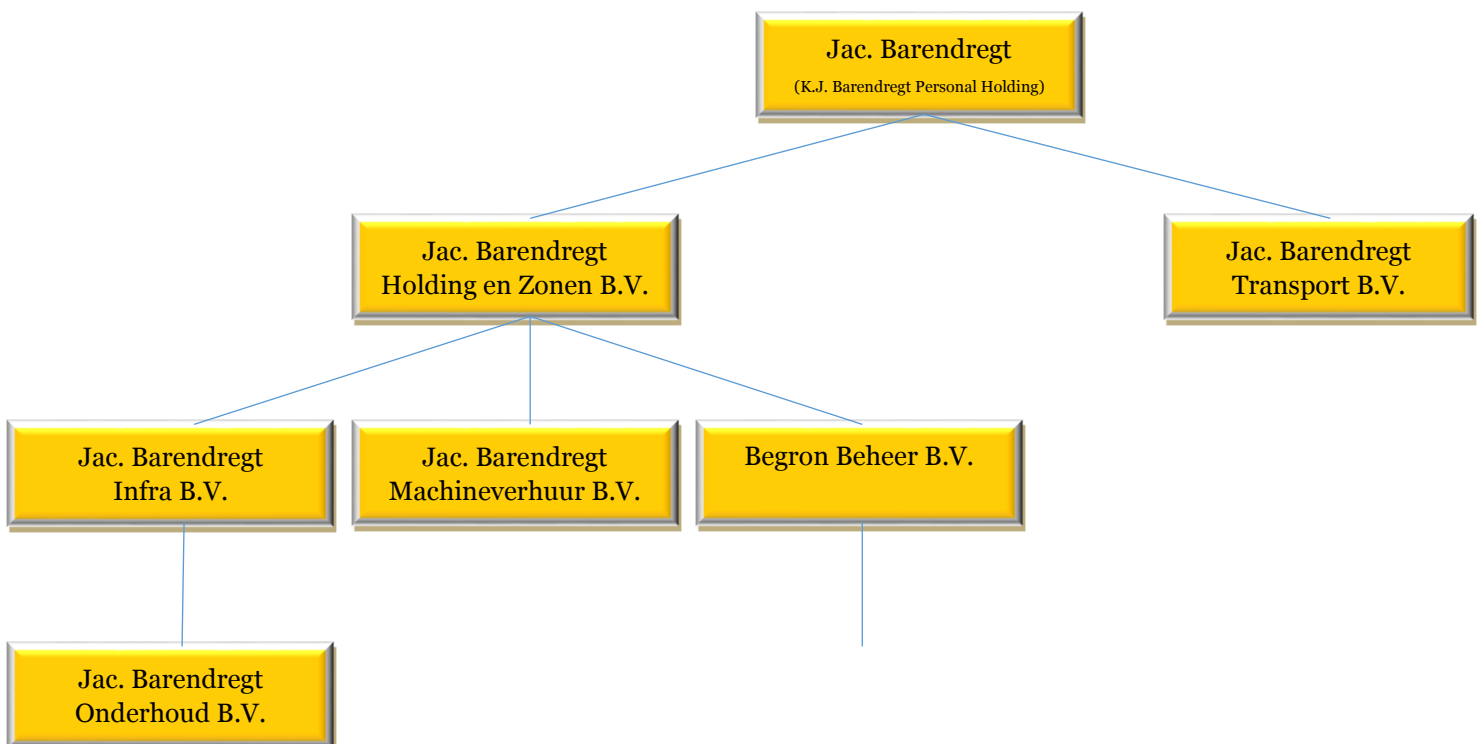 Jac. Barendregt
(K.J. Barendregt Personal Holding)
Jac. Barendregt
Holding en Zonen B.V.
Jac. Barendregt
Transport B.V.
Jac. Barendregt
Infra B.V.
Jac. Barendregt
Machineverhuur B.V.
Begron Beheer B.V.
Jac. Barendregt
Onderhoud B.V.